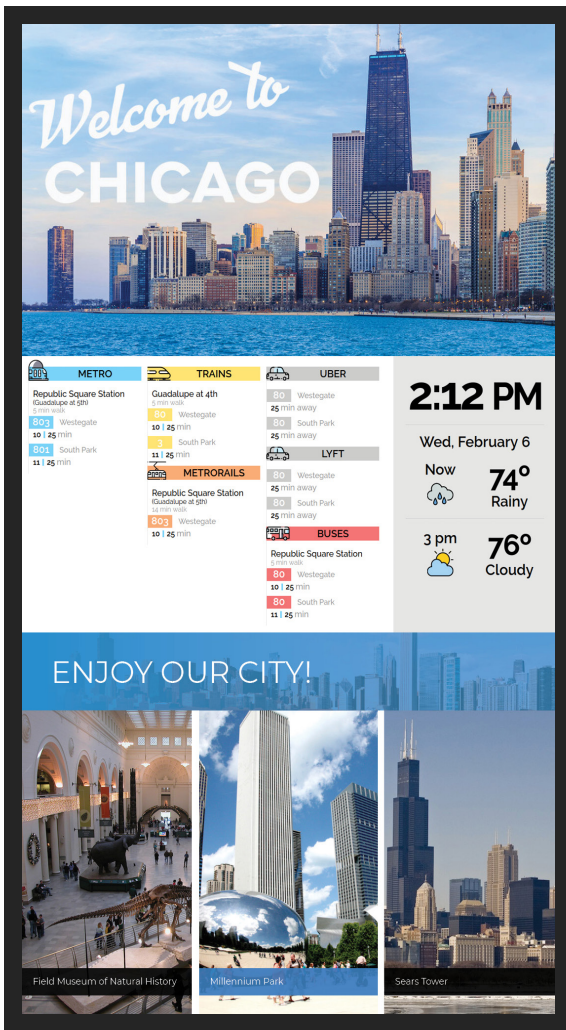 Welcome to
CHICAGO
METRO
Republic Square Station
(Guadalupe at 5th)
5 min walk
803 Westegate
10 | 25 min
801 South Park
11 | 25 min
TRAINS
Guadalupe at 4th
5 min walk
80 Westegate
10 | 25 min
3 South Park
11 | 25 min
METRORAILS
Republic Square Station
(Guadalupe at 5th)
14 min walk
803 Westegate
10 | 25 min
UBER
80 Westegate
25 min away
80 South Park
25 min away
LYFT
80 Westegate
25 min away
80 South Park
25 min away
BUSES
Republic Square Station
5 min walk
80 Westegate
10 | 25 min
80 South Park
11 | 25 min
2:12 PM
Wed, February 6
Now
74º
Rainy
3 pm
76º
Cloudy
ENJOY OUR CITY!
Field Museum of Natural History
Millennium Park
Sears Tower